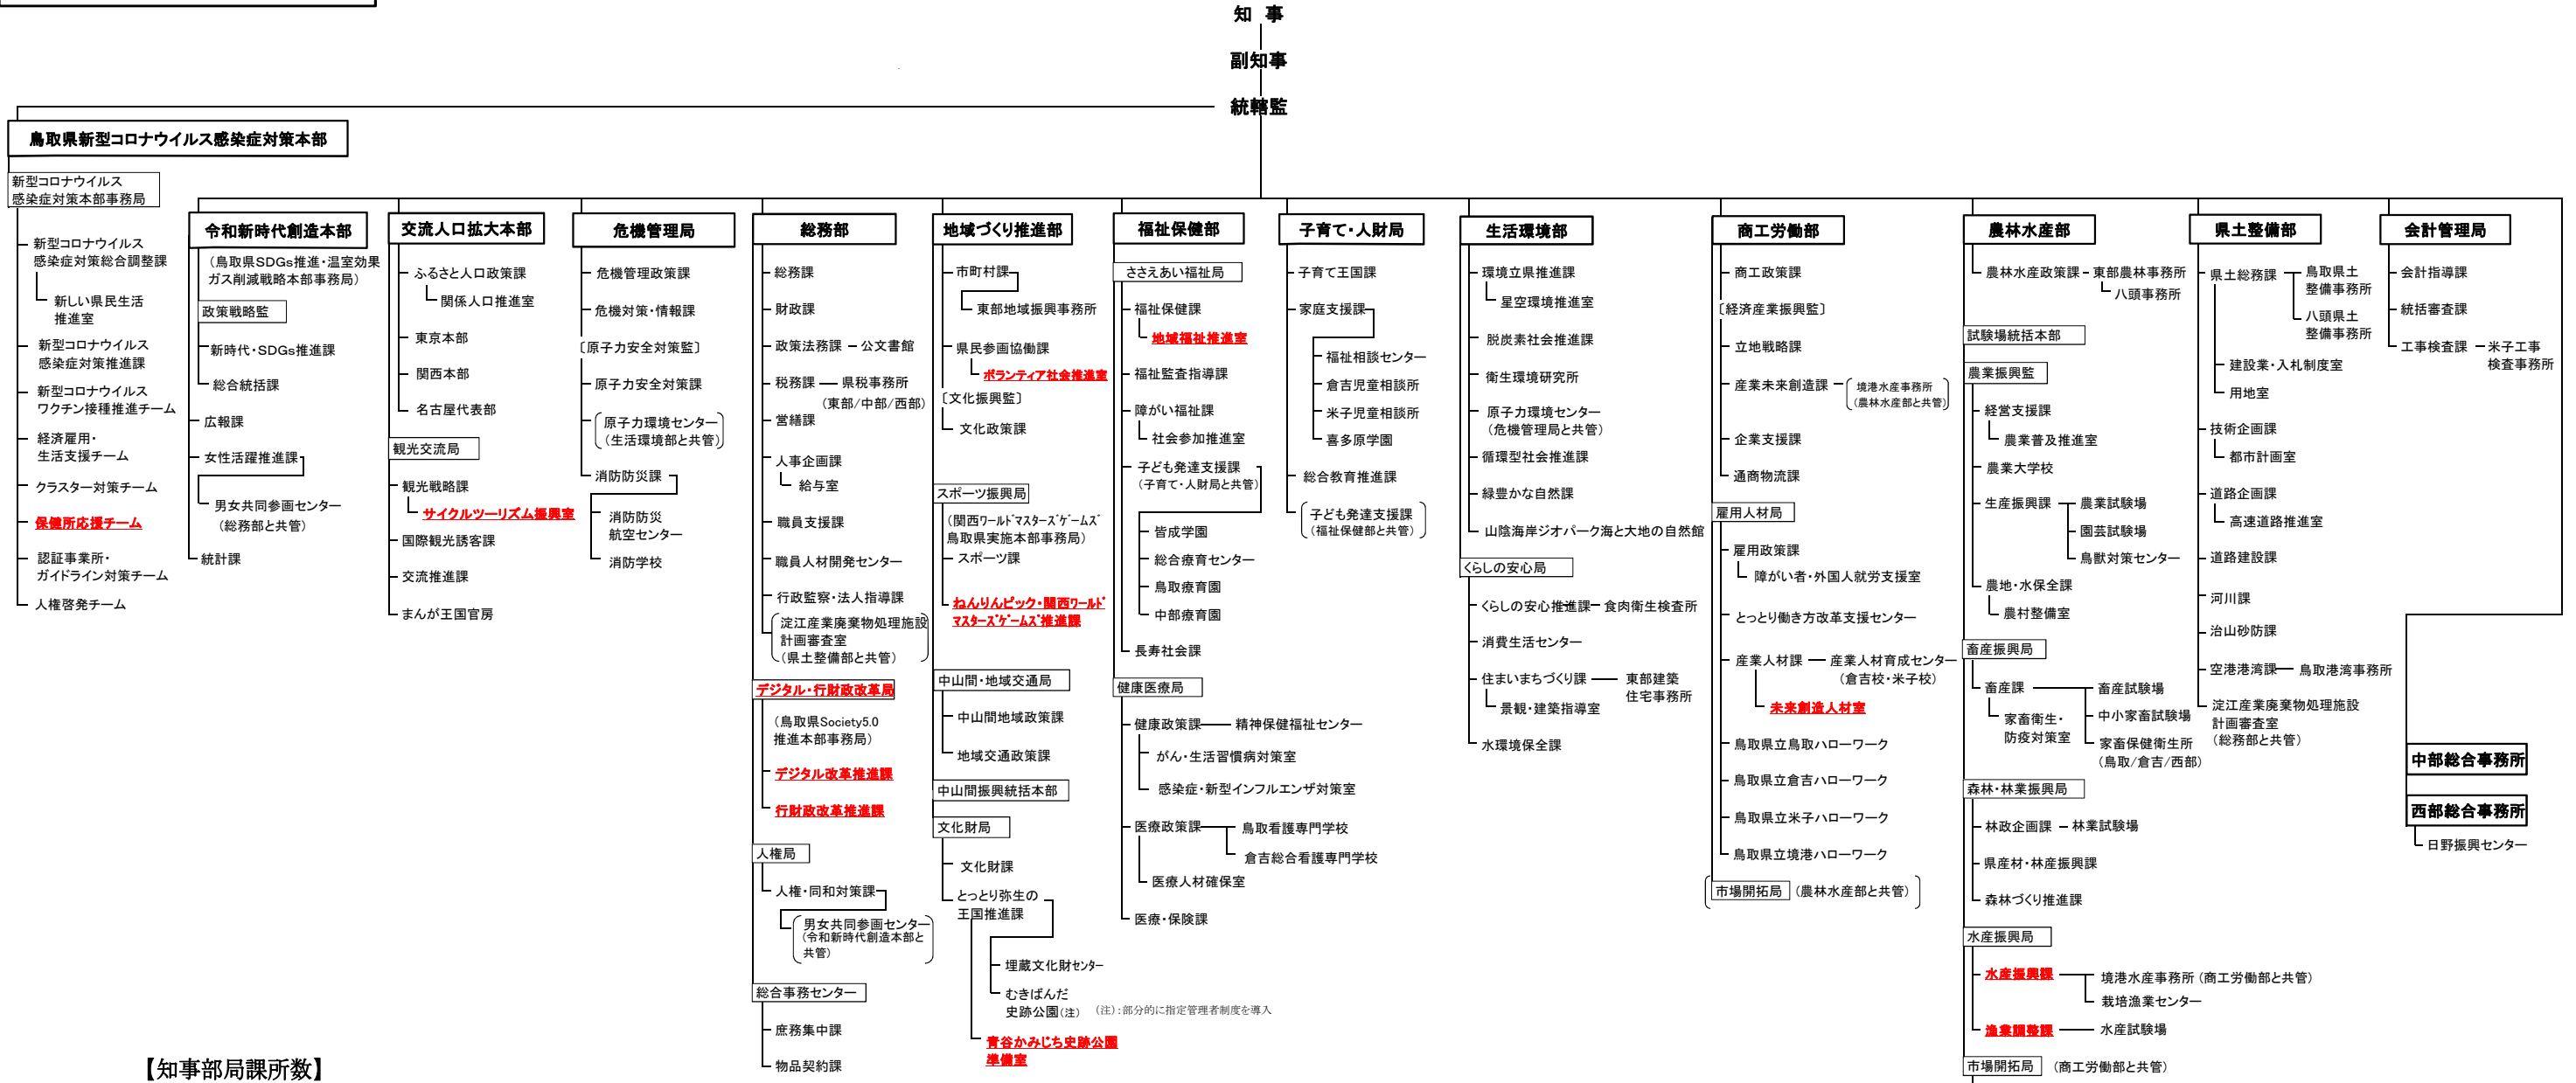 知　事
副知事
統轄監
鳥取県新型コロナウイルス感染症対策本部
新型コロナウイルス
感染症対策本部事務局
新型コロナウイルス
感染症対策総合調整課
新しい県民生活
推進室
新型コロナウイルス
感染症対策推進課
新型コロナウイルス
ワクチン接種推進チーム
経済雇用・
生活支援チーム
クラスター対策チーム
保健所応援チーム
認証事業所・
ガイドライン対策チーム
人権啓発チーム
令和新時代創造本部
（鳥取県SDGs推進・温室効果
ガス削減戦略本部事務局）
政策戦略監
新時代・SDGs推進課
総合統括課
広報課
女性活躍推進課
男女共同参画センター
（総務部と共管）
統計課
交流人口拡大本部
ふるさと人口政策課
関係人口推進室
東京本部
関西本部
名古屋代表部
観光交流局
観光戦略課
サイクルツーリズム振興室
国際観光誘客課
交流推進課
まんが王国官房
危機管理局
危機管理政策課
危機対策・情報課
〔原子力安全対策監〕
原子力安全対策課
原子力環境センター
（生活環境部と共管）
消防防災課
消防防災
航空センター
消防学校
総務部
総務課
財政課
政策法務課
公文書館
税務課
県税事務所
（東部/中部/西部）
営繕課
人事企画課
給与室
職員支援課
職員人材開発センター
行政監察・法人指導課
淀江産業廃棄物処理施設
計画審査室
（県土整備部と共管）
デジタル・行財政改革局
（鳥取県Society5.0
推進本部事務局）
デジタル改革推進課
行財政改革推進課
人権局
人権・同和対策課
男女共同参画センター
（令和新時代創造本部と
共管）
総合事務センター
庶務集中課
物品契約課
地域づくり推進部
市町村課
東部地域振興事務所
県民参画協働課
ボランティア社会推進室
〔文化振興監〕
文化政策課
スポーツ振興局
（関西ワールドマスターズゲームズ
鳥取県実施本部事務局）
スポーツ課
ねんりんピック・関西ワールド
マスターズゲームズ推進課
中山間・地域交通局
中山間地域政策課
地域交通政策課
中山間振興統括本部
文化財局
文化財課
とっとり弥生の
王国推進課
埋蔵文化財センター
むきばんだ
史跡公園（注）
（注）：部分的に指定管理者制度を導入
青谷かみじち史跡公園
準備室
福祉保健部
ささえあい福祉局
福祉保健課
地域福祉推進室
福祉監査指導課
障がい福祉課
社会参加推進室
子ども発達支援課
（子育て・人財局と共管）
皆成学園
総合療育センター
鳥取療育園
中部療育園
長寿社会課
健康医療局
健康政策課
精神保健福祉センター
がん・生活習慣病対策室
感染症・新型インフルエンザ対策室
医療政策課
鳥取看護専門学校
倉吉総合看護専門学校
医療人材確保室
医療・保険課
子育て・人財局
子育て王国課
家庭支援課
福祉相談センター
倉吉児童相談所
米子児童相談所
喜多原学園
総合教育推進課
子ども発達支援課
（福祉保健部と共管）
生活環境部
環境立県推進課
星空環境推進室
脱炭素社会推進課
衛生環境研究所
原子力環境センター
（危機管理局と共管）
循環型社会推進課
緑豊かな自然課
山陰海岸ジオパーク海と大地の自然館
くらしの安心局
くらしの安心推進課
食肉衛生検査所
消費生活センター
住まいまちづくり課
東部建築
住宅事務所
景観・建築指導室
水環境保全課
商工労働部
商工政策課
〔経済産業振興監〕
立地戦略課
産業未来創造課
境港水産事務所
（農林水産部と共管）
企業支援課
通商物流課
雇用人材局
雇用政策課
障がい者・外国人就労支援室
とっとり働き方改革支援センター
産業人材課
産業人材育成センター
（倉吉校・米子校）
未来創造人材室
鳥取県立鳥取ハローワーク
鳥取県立倉吉ハローワーク
鳥取県立米子ハローワーク
鳥取県立境港ハローワーク
市場開拓局
（農林水産部と共管）
農林水産部
農林水産政策課
東部農林事務所
八頭事務所
試験場統括本部
農業振興監
経営支援課
農業普及推進室
農業大学校
生産振興課
農業試験場
園芸試験場
鳥獣対策センター
農地・水保全課
農村整備室
畜産振興局
畜産課
畜産試験場
中小家畜試験場
家畜衛生・
防疫対策室
家畜保健衛生所
（鳥取/倉吉/西部）
森林・林業振興局
林政企画課
林業試験場
県産材・林産振興課
森林づくり推進課
水産振興局
水産振興課
境港水産事務所（商工労働部と共管）
栽培漁業センター
漁業調整課
水産試験場
市場開拓局
（商工労働部と共管）
県土整備部
県土総務課
鳥取県土
整備事務所
八頭県土
整備事務所
建設業・入札制度室
用地室
技術企画課
都市計画室
道路企画課
高速道路推進室
道路建設課
河川課
治山砂防課
空港港湾課
鳥取港湾事務所
淀江産業廃棄物処理施設
計画審査室
（総務部と共管）
会計管理局
会計指導課
統括審査課
工事検査課
米子工事
検査事務所
中部総合事務所
西部総合事務所
日野振興センター
【知事部局課所数】